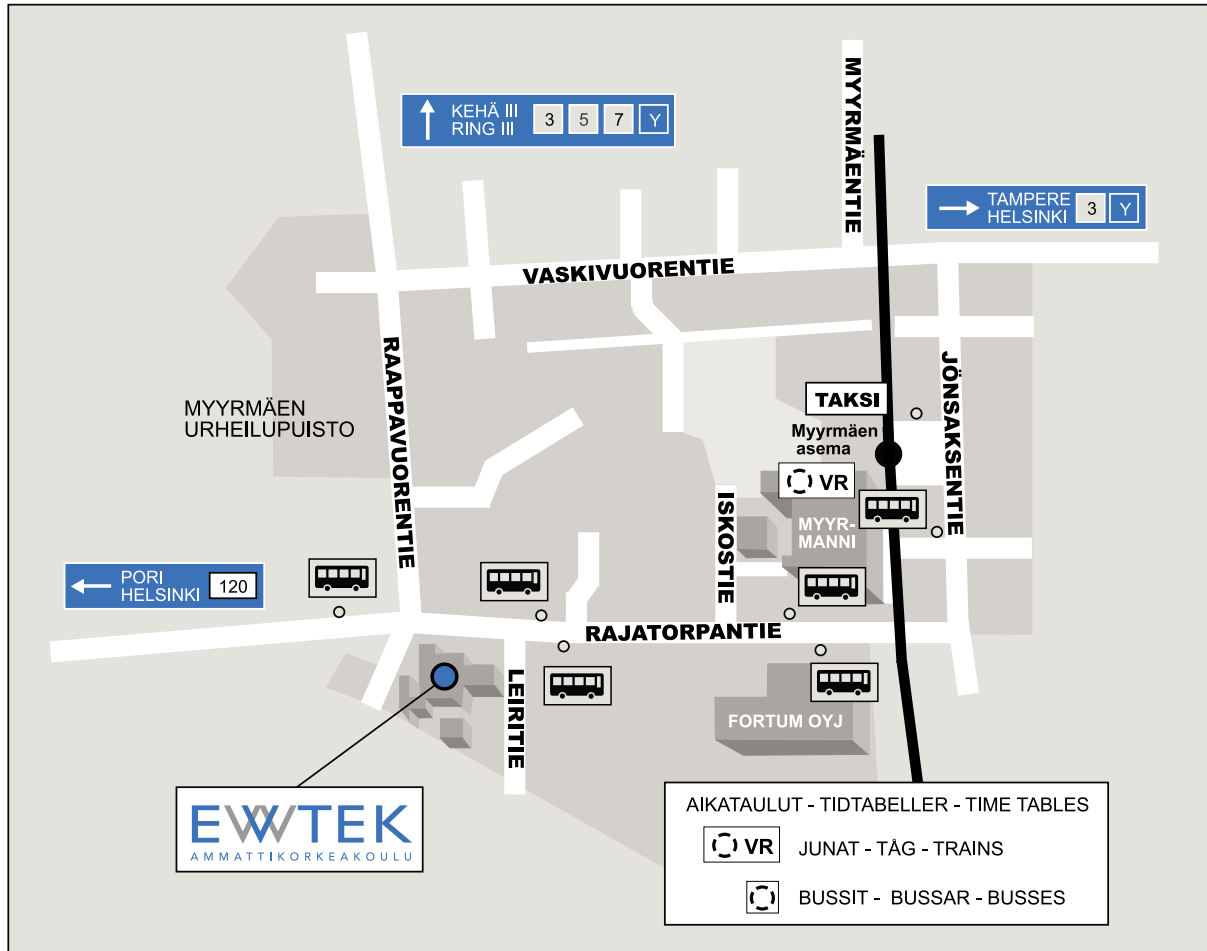 KEHÄ III
RING III
3 5 7 Y
MYYRMÄENTIE
TAMPERE
HELSINKI
3 Y
VASKIVUORENTIE
RAAPPAVUORENTIE
JÖNSAKSENTIE
TAKSI
MYYRMÄEN
URHEILUPUISTO
Myyrmäen
asema
VR
ISKOSTIE
MYYR-
MANNI
PORI
HELSINKI
120
RAJATORPANTIE
LEIRITIE
FORTUM OYJ
EVVTEK
AMMATTIKORKEAKOULU
AIKATAULUT - TIDTABELLER - TIME TABLES
VR JUNAT - TÅG - TRAINS
BUSSIT - BUSSAR - BUSSES